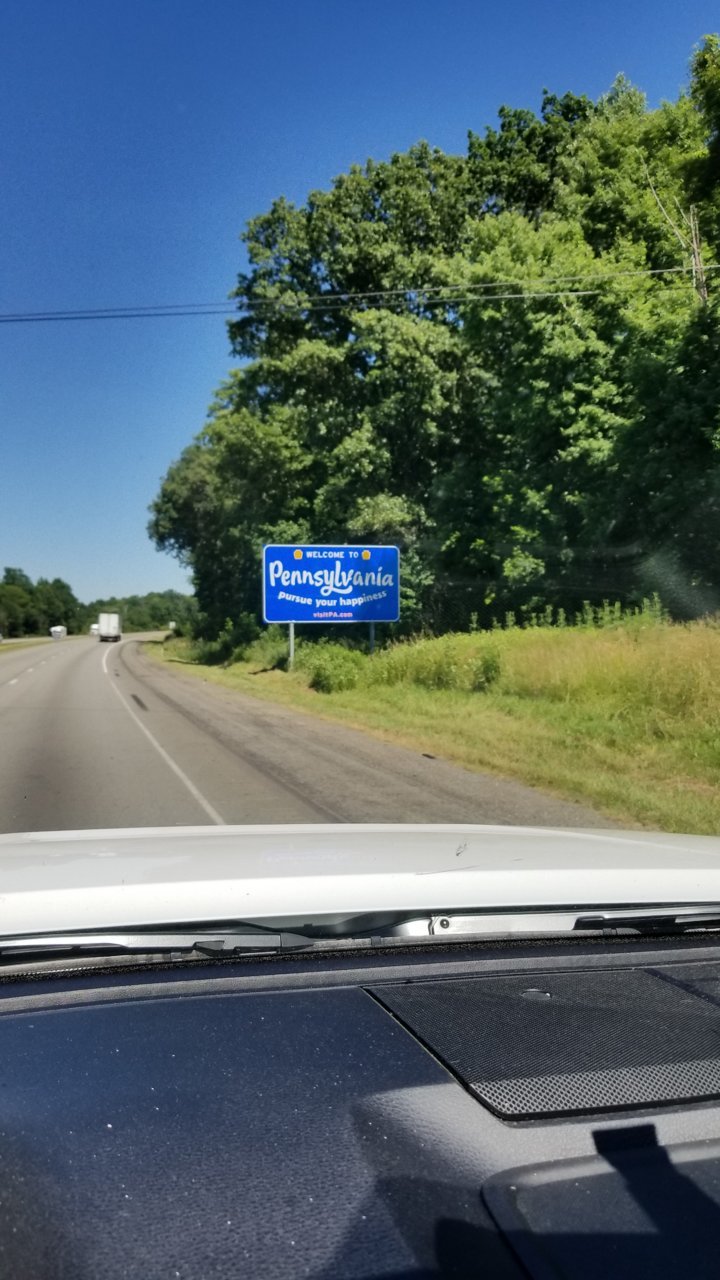 WELCOME TO
Pennsylvania
pursue your happiness
visitPA.com